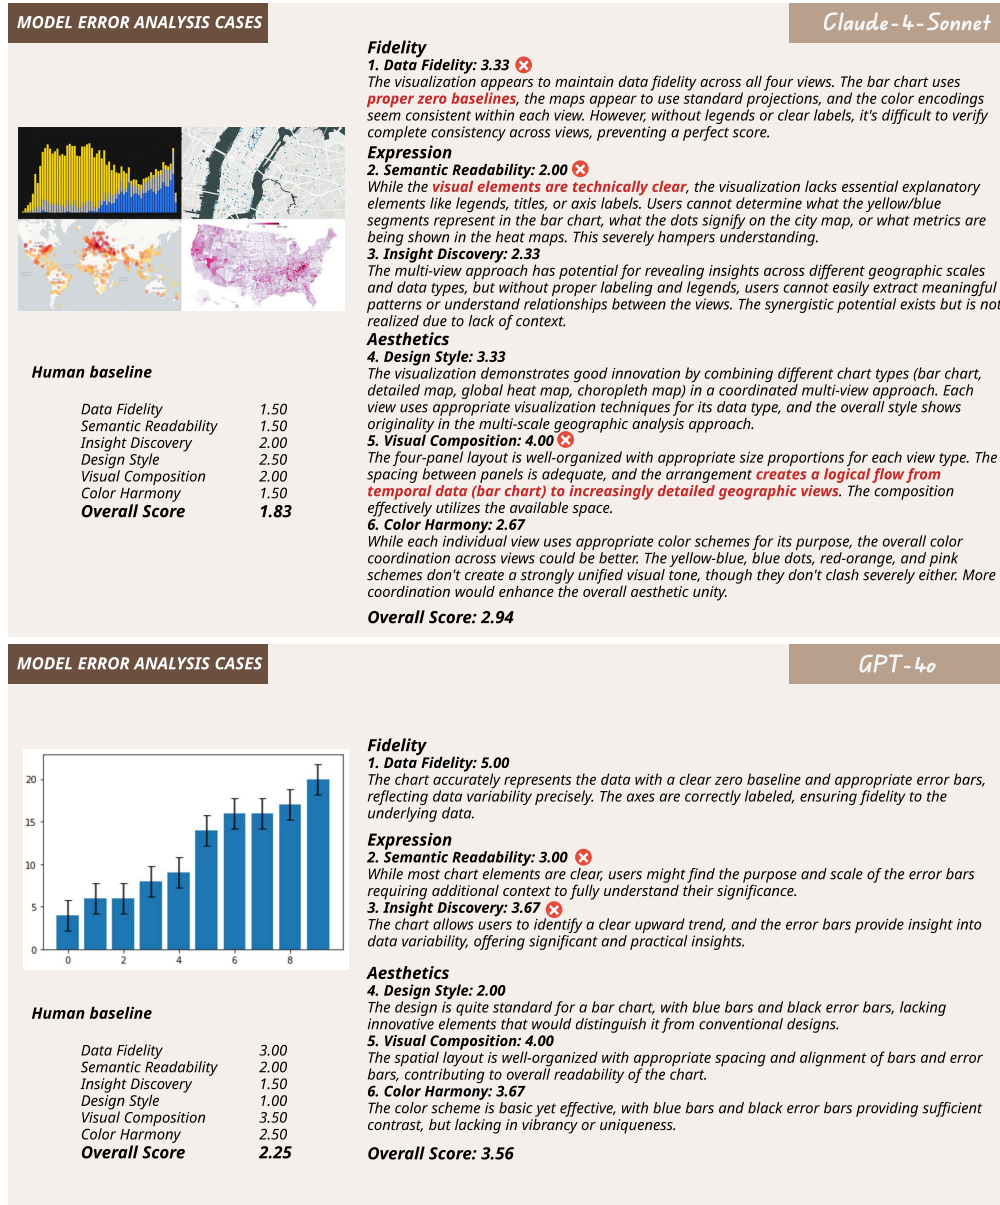 MODEL ERROR ANALYSIS CASES
Claude-4-Sonnet
Fidelity
1. Data Fidelity: 3.33
The visualization appears to maintain data fidelity across all four views. The bar chart uses
proper zero baselines, the maps appear to use standard projections, and the color encodings
seem consistent within each view. However, without legends or clear labels, it's difficult to verify
complete consistency across views, preventing a perfect score.
Expression
2. Semantic Readability: 2.00
While the visual elements are technically clear, the visualization lacks essential explanatory
elements like legends, titles, or axis labels. Users cannot determine what the yellow/blue
segments represent in the bar chart, what the dots signify on the city map, or what metrics are
being shown in the heat maps. This severely hampers understanding.
3. Insight Discovery: 2.33
The multi-view approach has potential for revealing insights across different geographic scales
and data types, but without proper labeling and legends, users cannot easily extract meaningful
patterns or understand relationships between the views. The synergistic potential exists but is not
realized due to lack of context.
Aesthetics
4. Design Style: 3.33
The visualization demonstrates good innovation by combining different chart types (bar chart,
detailed map, global heat map, choropleth map) in a coordinated multi-view approach. Each
view uses appropriate visualization techniques for its data type, and the overall style shows
originality in the multi-scale geographic analysis approach.
5. Visual Composition: 4.00
The four-panel layout is well-organized with appropriate size proportions for each view type. The
spacing between panels is adequate, and the arrangement creates a logical flow from
temporal data (bar chart) to increasingly detailed geographic views. The composition
effectively utilizes the available space.
6. Color Harmony: 2.67
While each individual view uses appropriate color schemes for its purpose, the overall color
coordination across views could be better. The yellow-blue, blue dots, red-orange, and pink
schemes don't create a strongly unified visual tone, though they don't clash severely either. More
coordination would enhance the overall aesthetic unity.
Overall Score: 2.94
Human baseline
Data Fidelity 1.50
Semantic Readability 1.50
Insight Discovery 2.00
Design Style 2.50
Visual Composition 2.00
Color Harmony 1.50
Overall Score 1.83
MODEL ERROR ANALYSIS CASES
GPT-4o
Fidelity
1. Data Fidelity: 5.00
The chart accurately represents the data with a clear zero baseline and appropriate error bars,
reflecting data variability precisely. The axes are correctly labeled, ensuring fidelity to the
underlying data.
Expression
2. Semantic Readability: 3.00
While most chart elements are clear, users might find the purpose and scale of the error bars
requiring additional context to fully understand their significance.
3. Insight Discovery: 3.67
The chart allows users to identify a clear upward trend, and the error bars provide insight into
data variability, offering significant and practical insights.
Aesthetics
4. Design Style: 2.00
The design is quite standard for a bar chart, with blue bars and black error bars, lacking
innovative elements that would distinguish it from conventional designs.
5. Visual Composition: 4.00
The spatial layout is well-organized with appropriate spacing and alignment of bars and error
bars, contributing to overall readability of the chart.
6. Color Harmony: 3.67
The color scheme is basic yet effective, with blue bars and black error bars providing sufficient
contrast, but lacking in vibrancy or uniqueness.
Overall Score: 3.56
20
15
10
5
0
0 2 4 6 8
Human baseline
Data Fidelity 3.00
Semantic Readability 2.00
Insight Discovery 1.50
Design Style 1.00
Visual Composition 3.50
Color Harmony 2.50
Overall Score 2.25